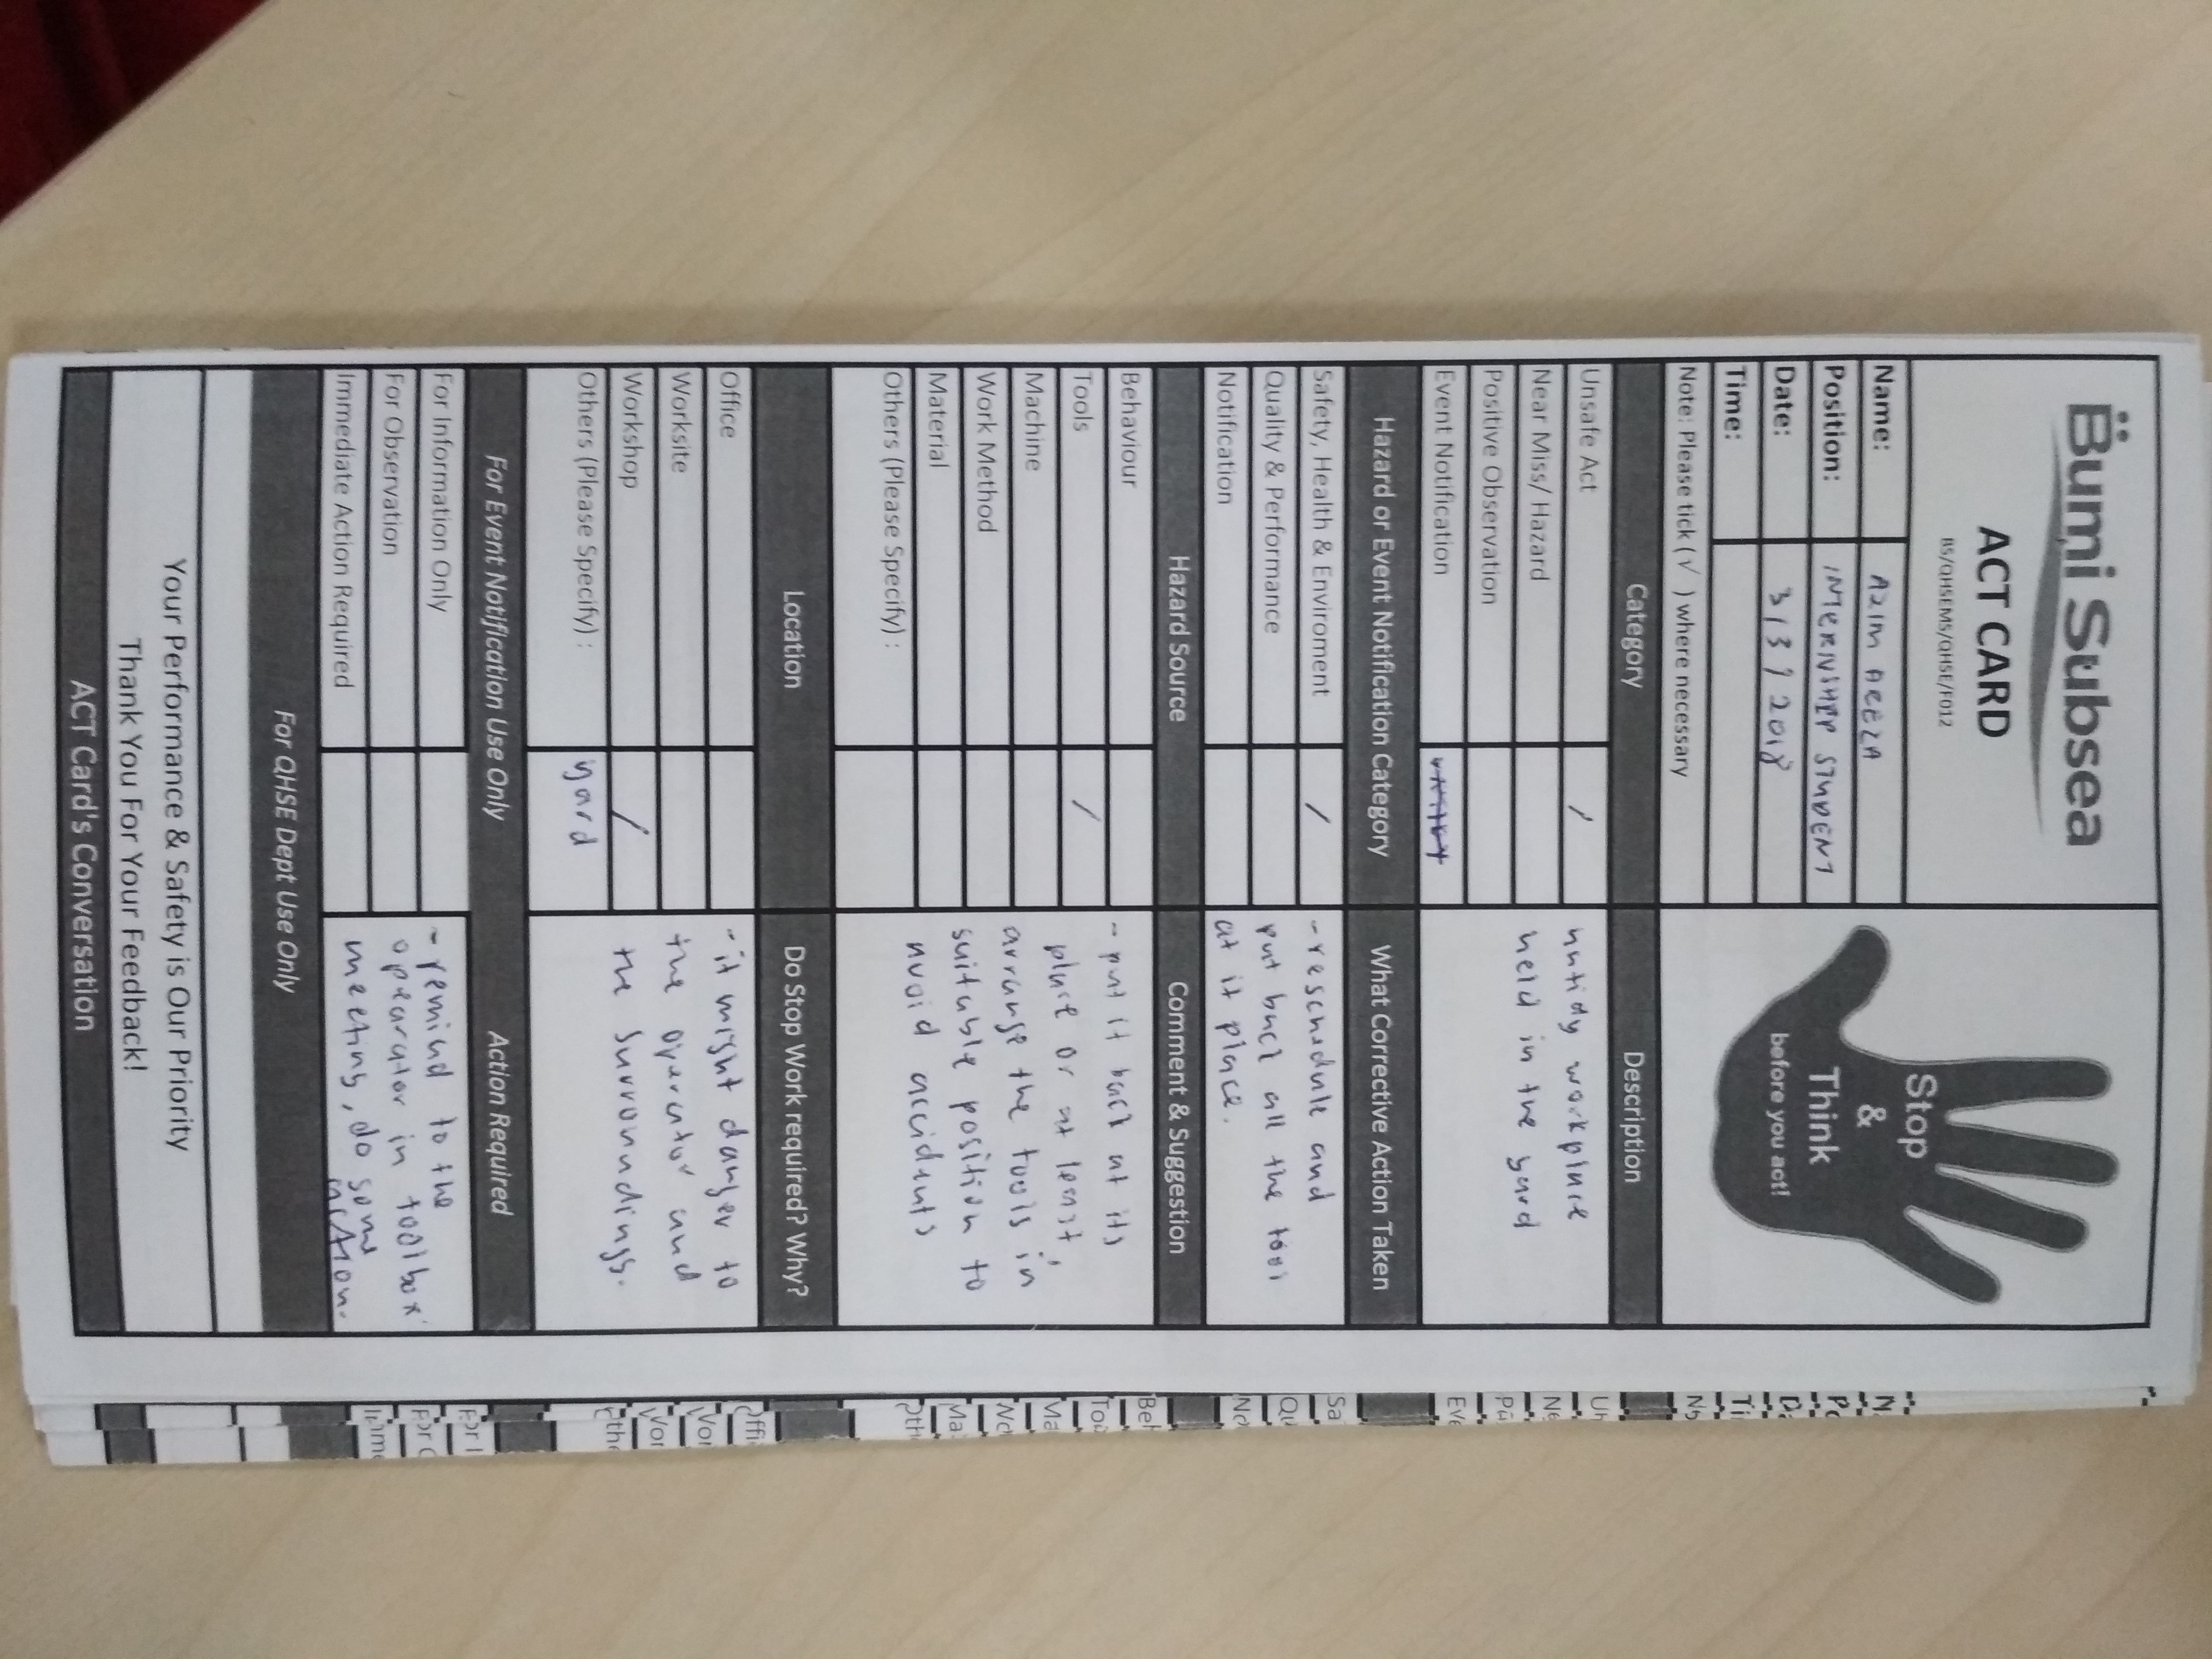 Bumi Subsea
ACT CARD
BS/QHSEMS/QHSE/F012
Stop
&
Think
before you act!
Name: AZIM AEEZA
Position: INTERNSHIP STUDENT
Date: 3 / 3 / 2018
Time:
Note: Please tick (√ ) where necessary
Category
Description
Unsafe Act /
Near Miss/ Hazard
Positive Observation
Event Notification
untidy workplace
held in the yard
Hazard or Event Notification Category
What Corrective Action Taken
Safety, Health & Enviroment /
Quality & Performance
Notification
- reschedule and
put back all the tool
at it place.
Hazard Source
Comment & Suggestion
Behaviour
Tools /
Machine
Work Method
Material
Others (Please Specify) :
- put it back at its
place or at least,
arrange the tools in
suitable position to
avoid accidents
Location
Do Stop Work required? Why?
Office
Worksite
Workshop /
Others (Please Specify) : yard
- it might danger to
the operator and
the surroundings.
For Event Notification Use Only
Action Required
For Information Only
For Observation
Immediate Action Required
- remind to the
opearator in toolbox
meeting, do some
action.
For QHSE Dept Use Only
Your Performance & Safety is Our Priority
Thank You For Your Feedback!
ACT Card's Conversation